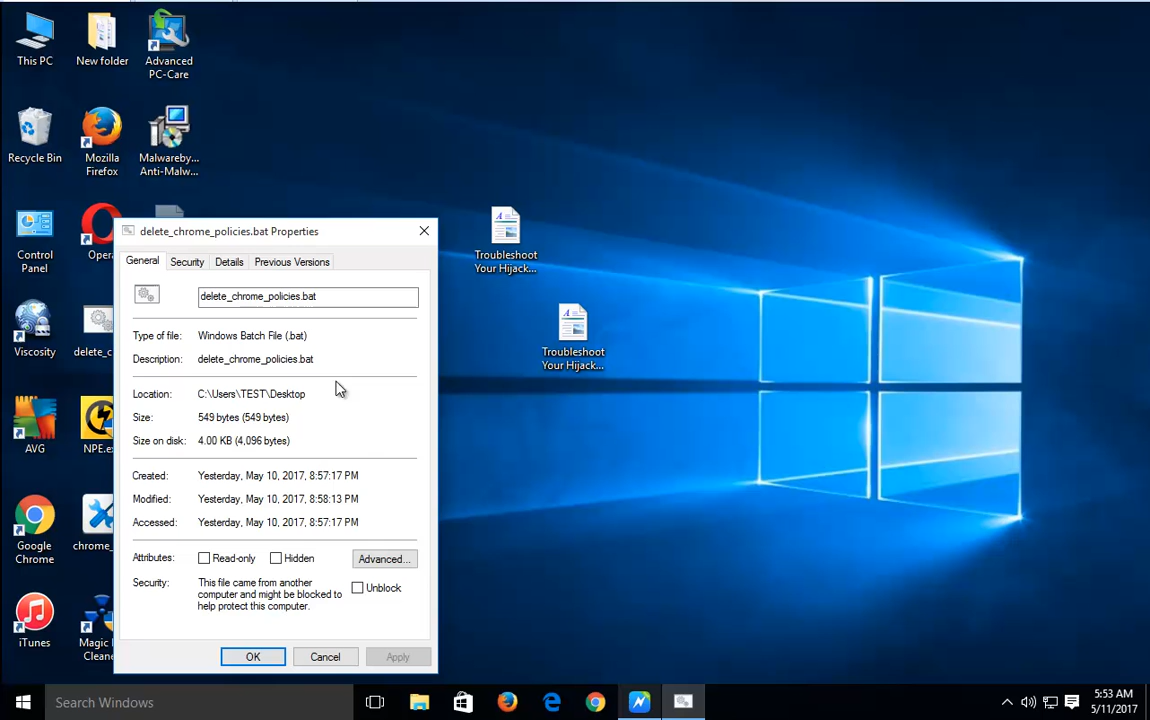 This PC
New folder
Advanced
PC-Care
Recycle Bin
Mozilla
Firefox
Malwareby...
Anti-Malw...
Control
Panel
Oper
Viscosity
delete_c
AVG
NPE.e
Google
Chrome
chrome_
iTunes
Magic
Cleane
delete_chrome_policies.bat Properties
General
Security
Details
Previous Versions
delete_chrome_policies.bat
Type of file: Windows Batch File (.bat)
Description: delete_chrome_policies.bat
Location: C:\Users\TEST\Desktop
Size: 549 bytes (549 bytes)
Size on disk: 4.00 KB (4,096 bytes)
Created: Yesterday, May 10, 2017, 8:57:17 PM
Modified: Yesterday, May 10, 2017, 8:58:13 PM
Accessed: Yesterday, May 10, 2017, 8:57:17 PM
Attributes: Read-only Hidden Advanced...
Security: This file came from another
computer and might be blocked to
help protect this computer.
Unblock
OK Cancel Apply
Troubleshoot
Your Hijack...
Troubleshoot
Your Hijack...
Search Windows
5:53 AM
5/11/2017